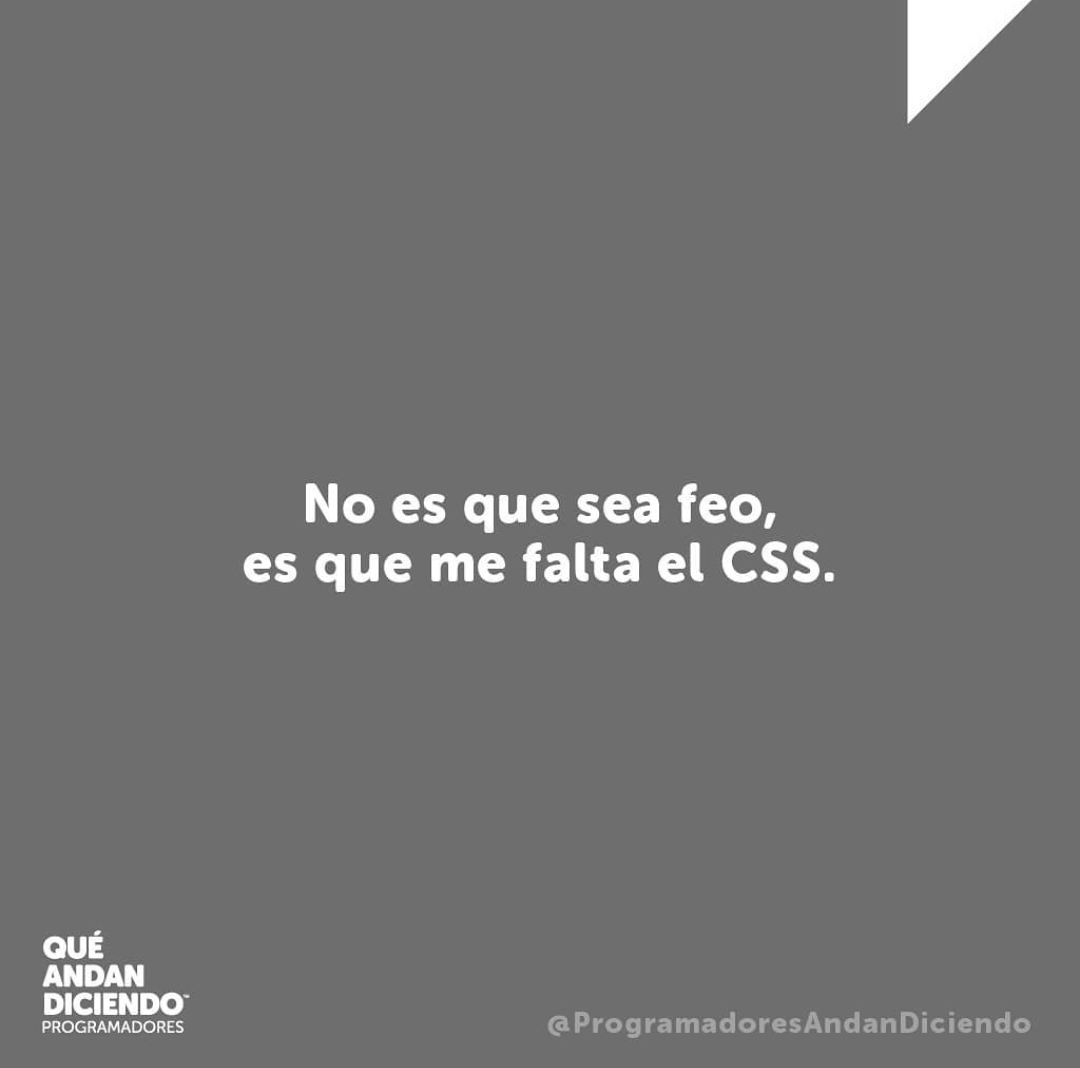 No es que sea feo,
es que me falta el CSS.
QUÉ
ANDAN
DICIENDO™
PROGRAMADORES
@ProgramadoresAndanDiciendo